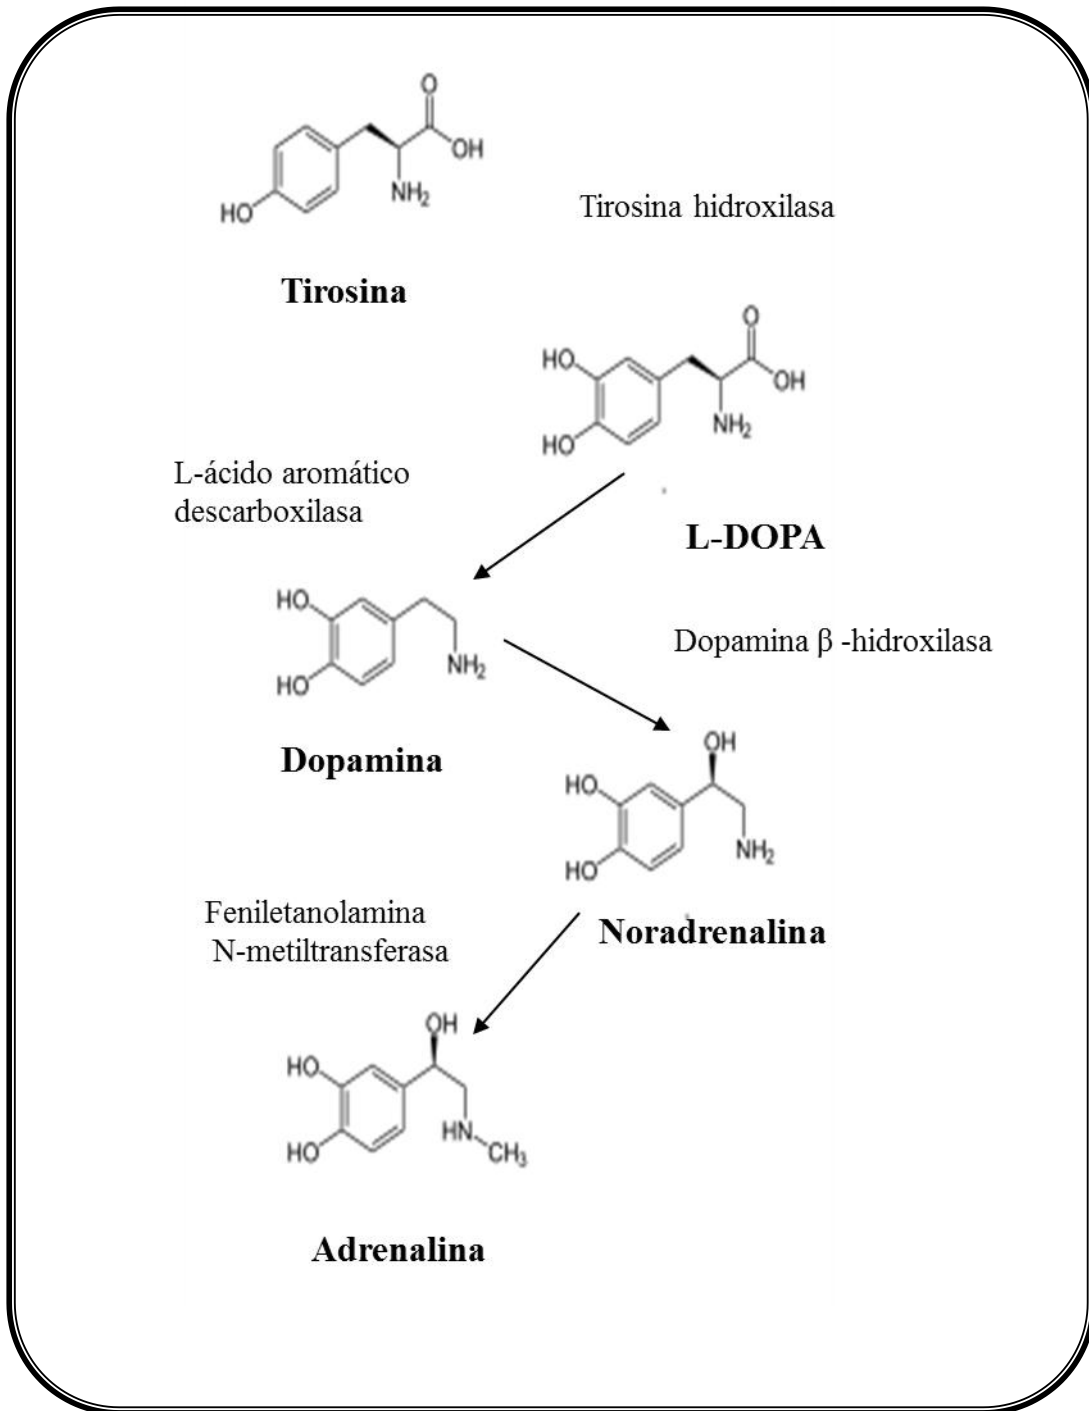 O
OH
NH2
HO
Tirosina hidroxilasa
Tirosina
O
HO
OH
NH2
HO
L-ácido aromático
descarboxilasa
L-DOPA
HO
HO
NH2
Dopamina β -hidroxilasa
Dopamina
OH
HO
NH2
HO
Feniletanolamina
N-metiltransferasa
Noradrenalina
OH
HO
HN
CH3
HO
Adrenalina